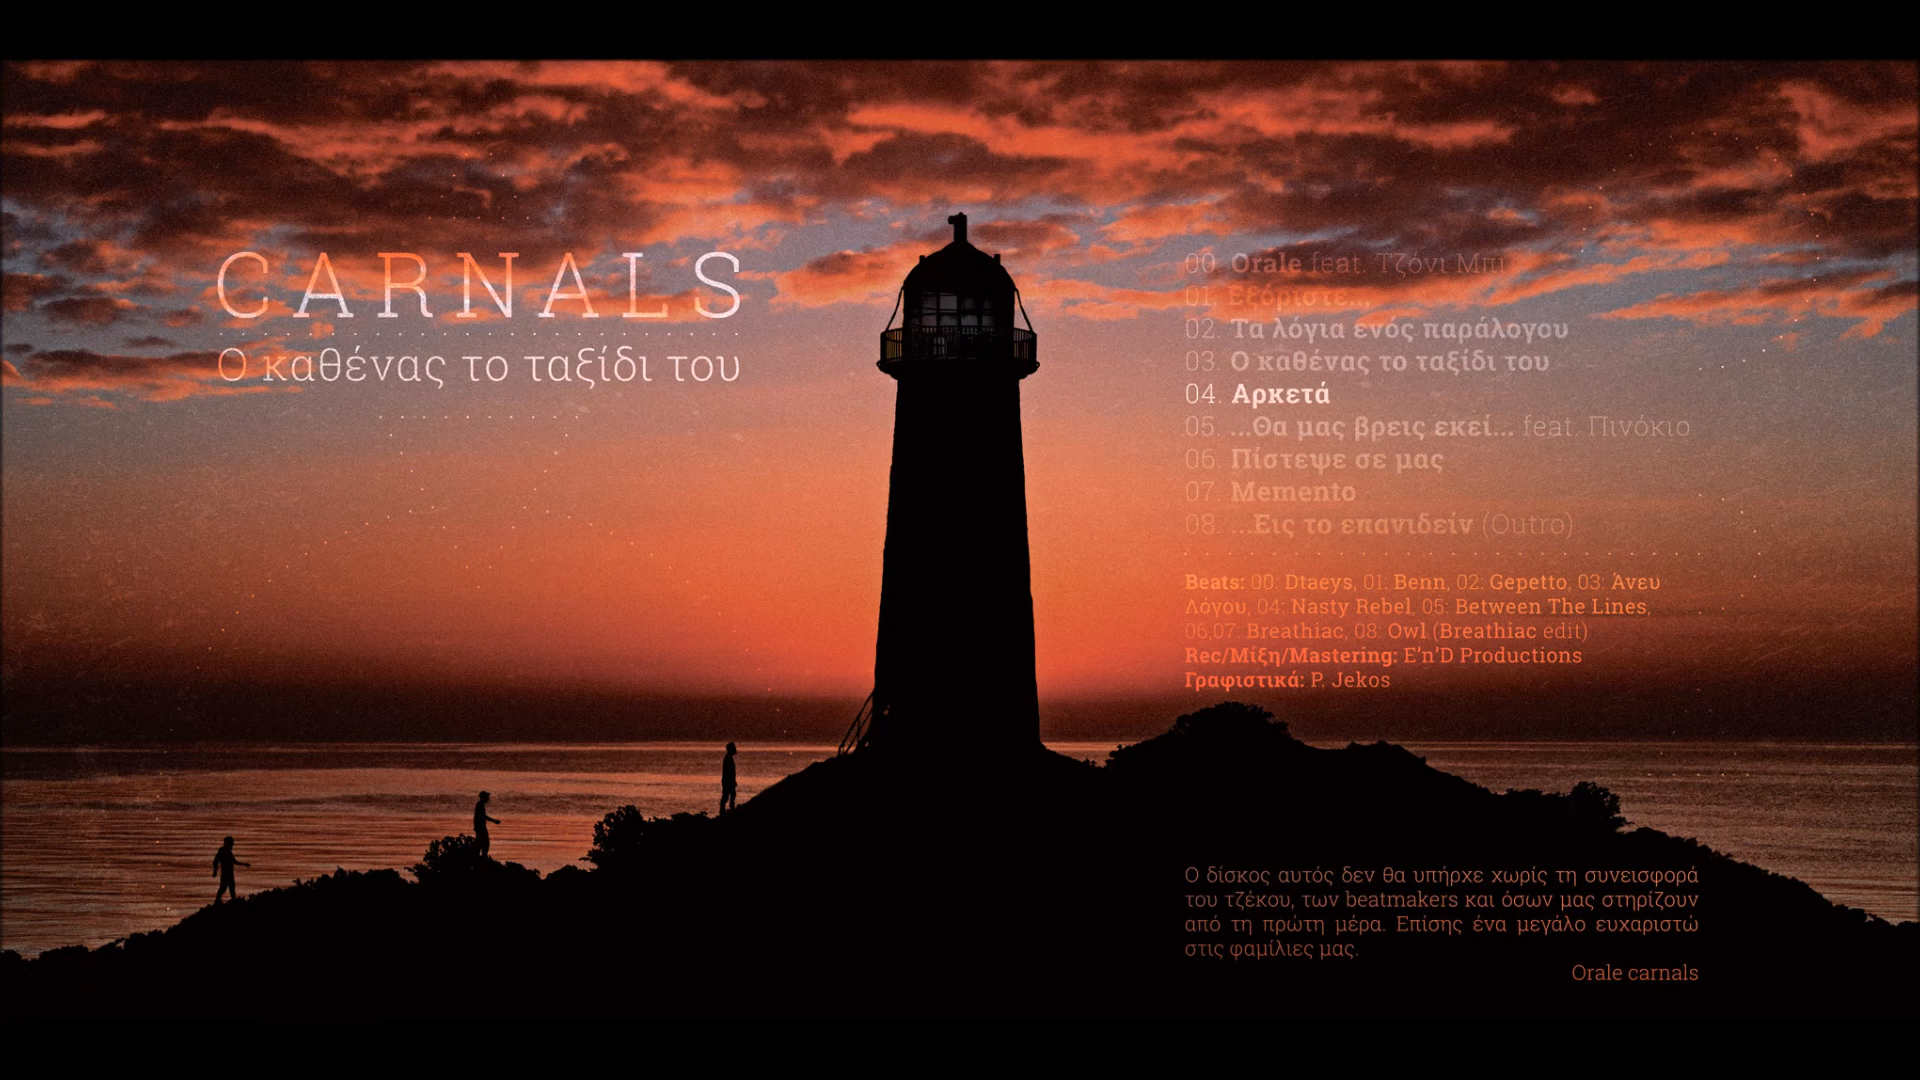 CARNALS
Ο καθένας το ταξίδι του
00. Orale feat. Τζόνι Μπι
01. Εξόριστε...
02. Τα λόγια ενός παράλογου
03. Ο καθένας το ταξίδι του
04. Αρκετά
05. ...Θα μας βρεις εκεί... feat. Πινόκιο
06. Πίστεψε σε μας
07. Memento
08. ...Εις το επανιδείν (Outro)
Beats: 00: Dtaeys, 01: Benn, 02: Gepetto, 03: Άνευ
Λόγου, 04: Nasty Rebel, 05: Between The Lines,
06,07: Breathiac, 08: Owl (Breathiac edit)
Rec/Μίξη/Mastering: E'n'D Productions
Γραφιστικά: P. Jekos
Ο δίσκος αυτός δεν θα υπήρχε χωρίς τη συνεισφορά
του τζέκου, των beatmakers και όσων μας στηρίζουν
από τη πρώτη μέρα. Επίσης ένα μεγάλο ευχαριστώ
στις φαμίλιες μας.
Orale carnals